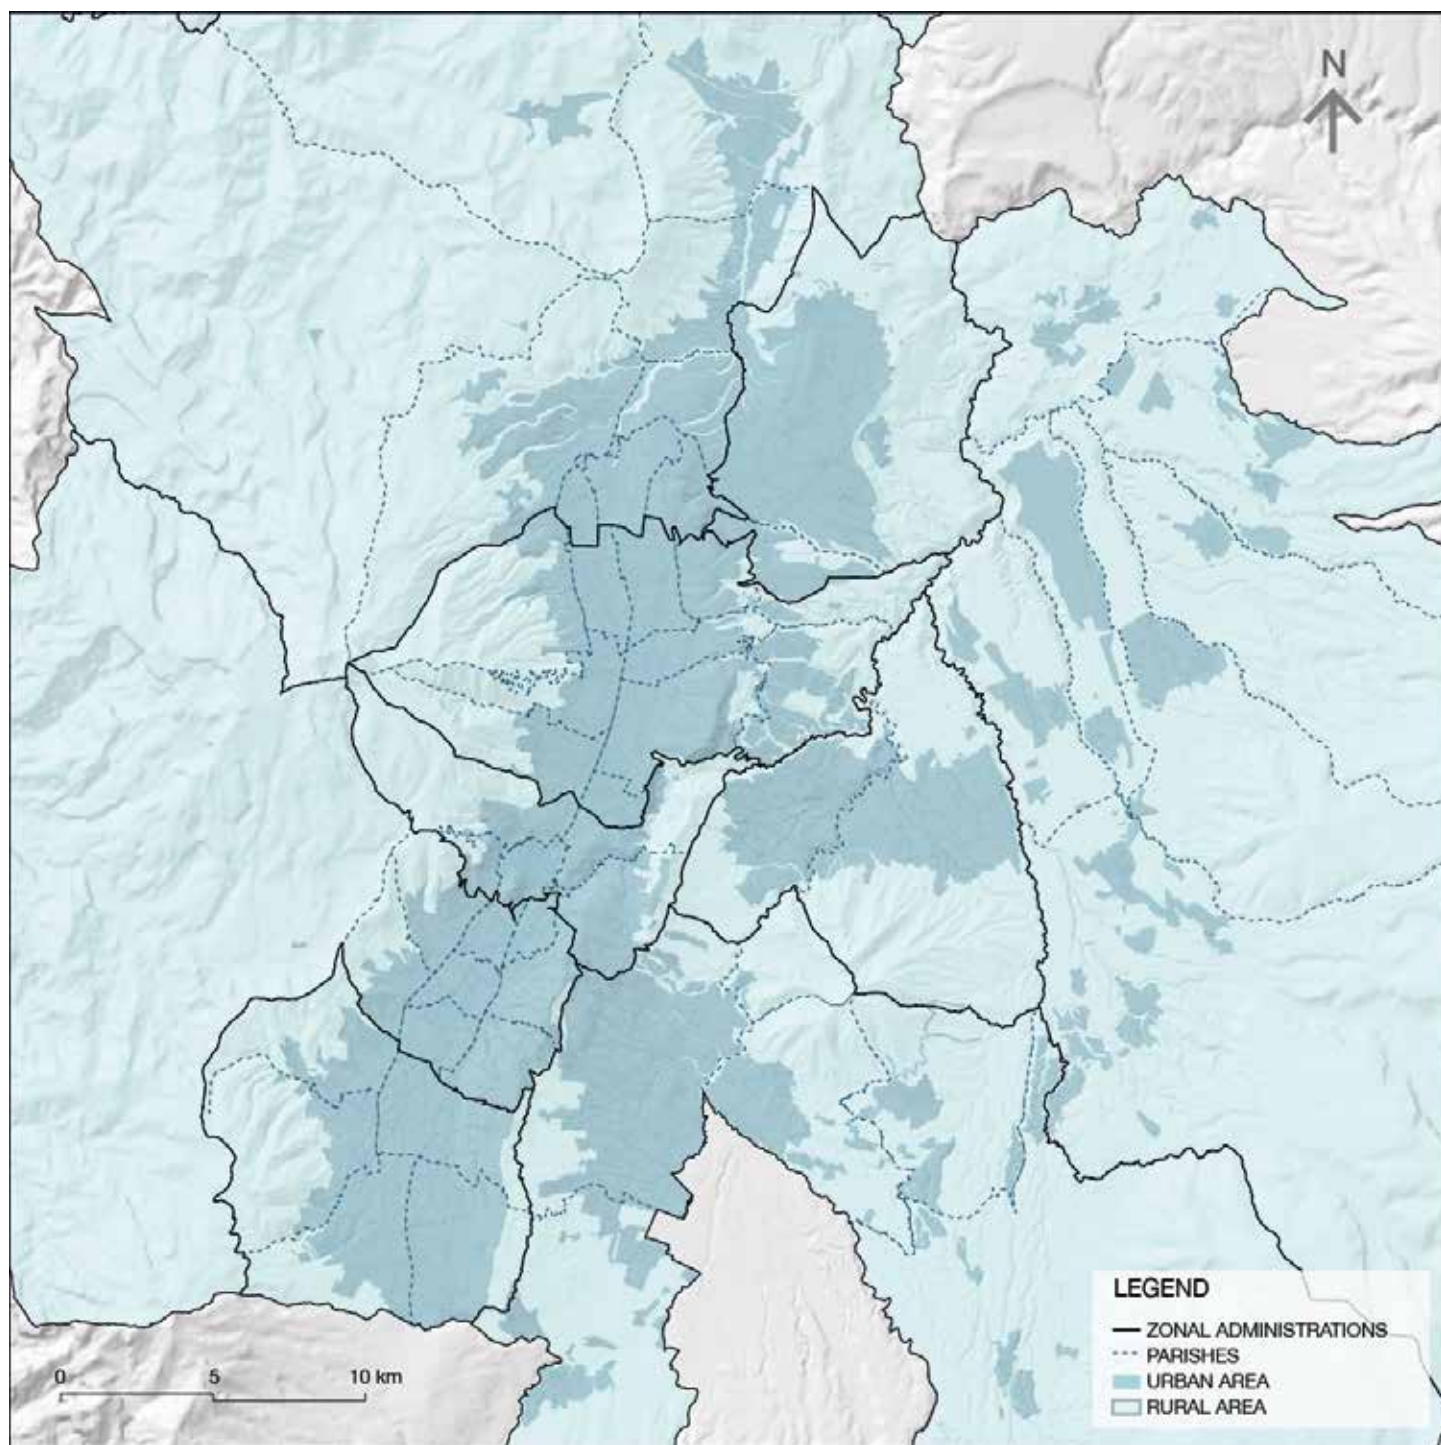 N
LEGEND
ZONAL ADMINISTRATIONS
PARISHES
URBAN AREA
RURAL AREA
0 5 10 km